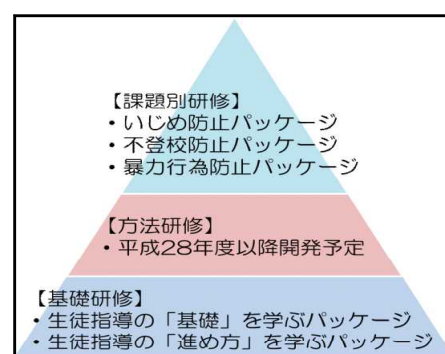 【課題別研修】
・いじめ防止パッケージ
・不登校防止パッケージ
・暴力行為防止パッケージ
【方法研修】
・平成28年度以降開発予定
【基礎研修】
・生徒指導の「基礎」を学ぶパッケージ
・生徒指導の「進め方」を学ぶパッケージ